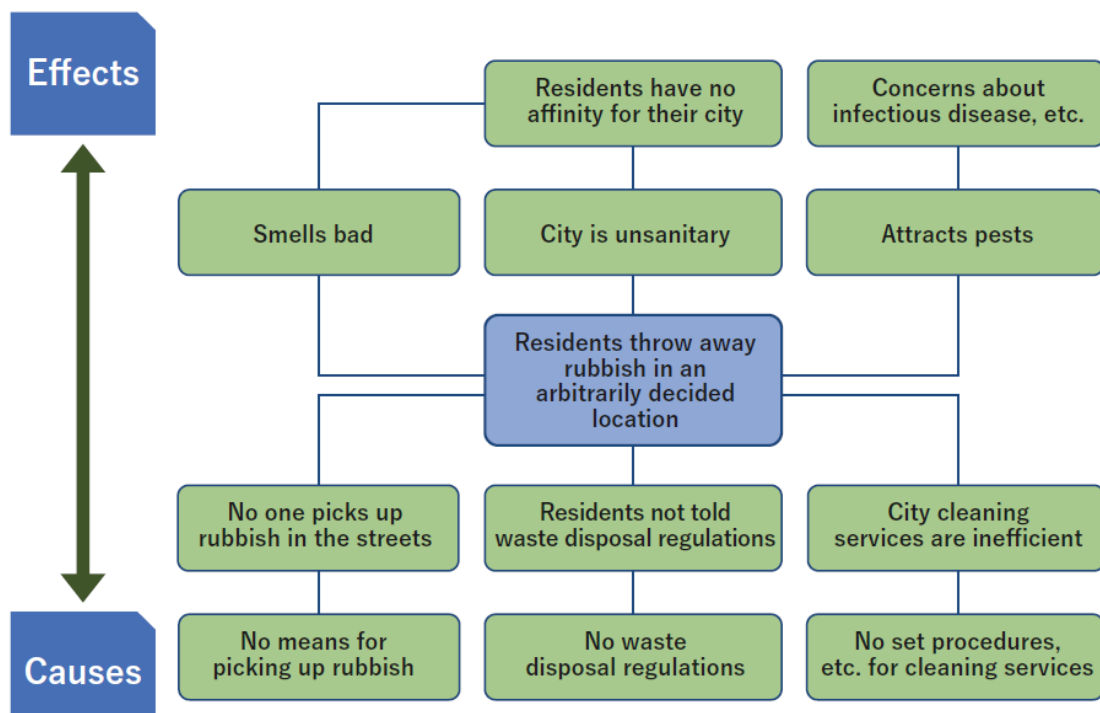 Effects
Residents have no
affinity for their city
Concerns about
infectious disease, etc.
Smells bad
City is unsanitary
Attracts pests
Residents throw away
rubbish in an
arbitrarily decided
location
No one picks up
rubbish in the streets
Residents not told
waste disposal regulations
City cleaning
services are inefficient
Causes
No means for
picking up rubbish
No waste
disposal regulations
No set procedures,
etc. for cleaning services